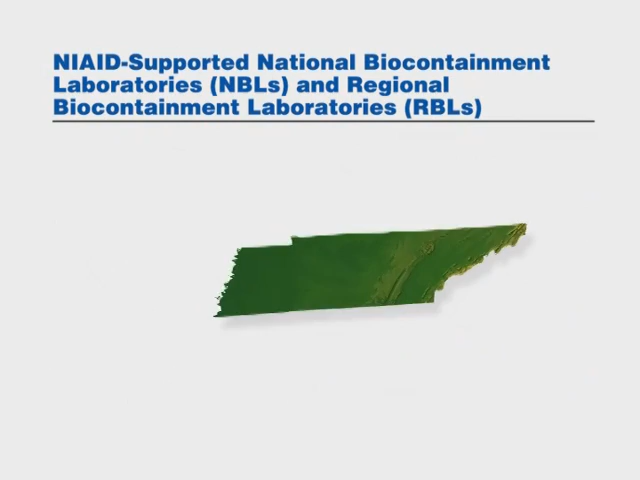 NIAID-Supported National Biocontainment
Laboratories (NBLs) and Regional
Biocontainment Laboratories (RBLs)